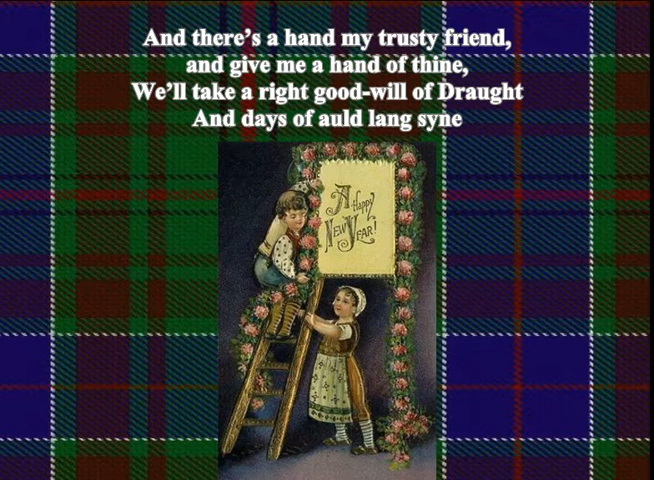 And there’s a hand my trusty friend,
and give me a hand of thine,
We’ll take a right good-will of Draught
And days of auld lang syne
A Happy
New Year!